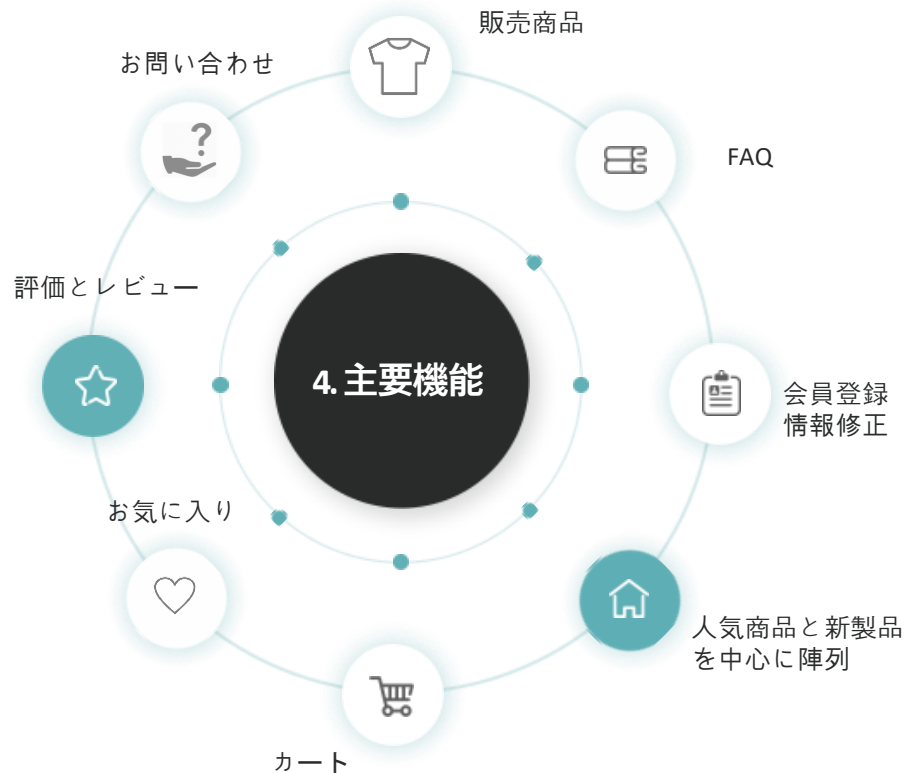 販売商品
お問い合わせ
FAQ
評価とレビュー
4. 主要機能
会員登録
情報修正
お気に入り
人気商品と新製品
を中心に陣列
カート